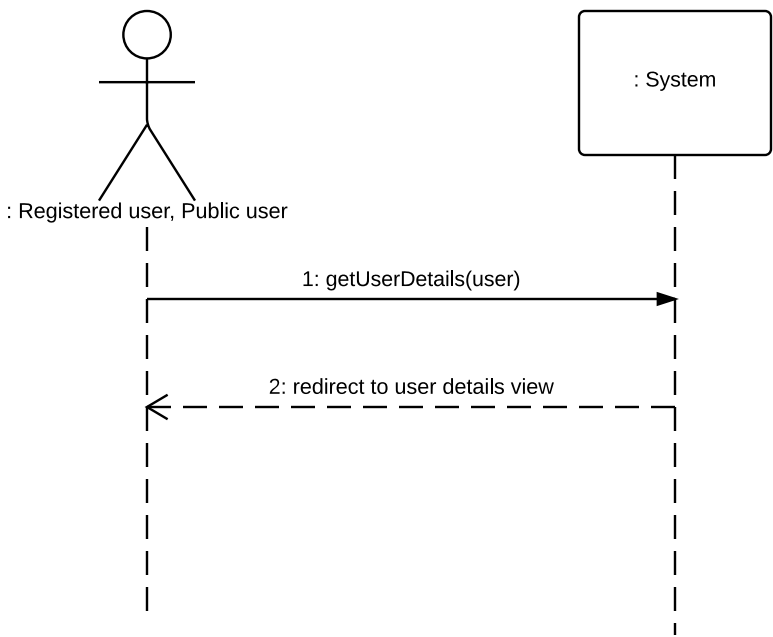 : System
: Registered user, Public user
1: getUserDetails(user)
2: redirect to user details view